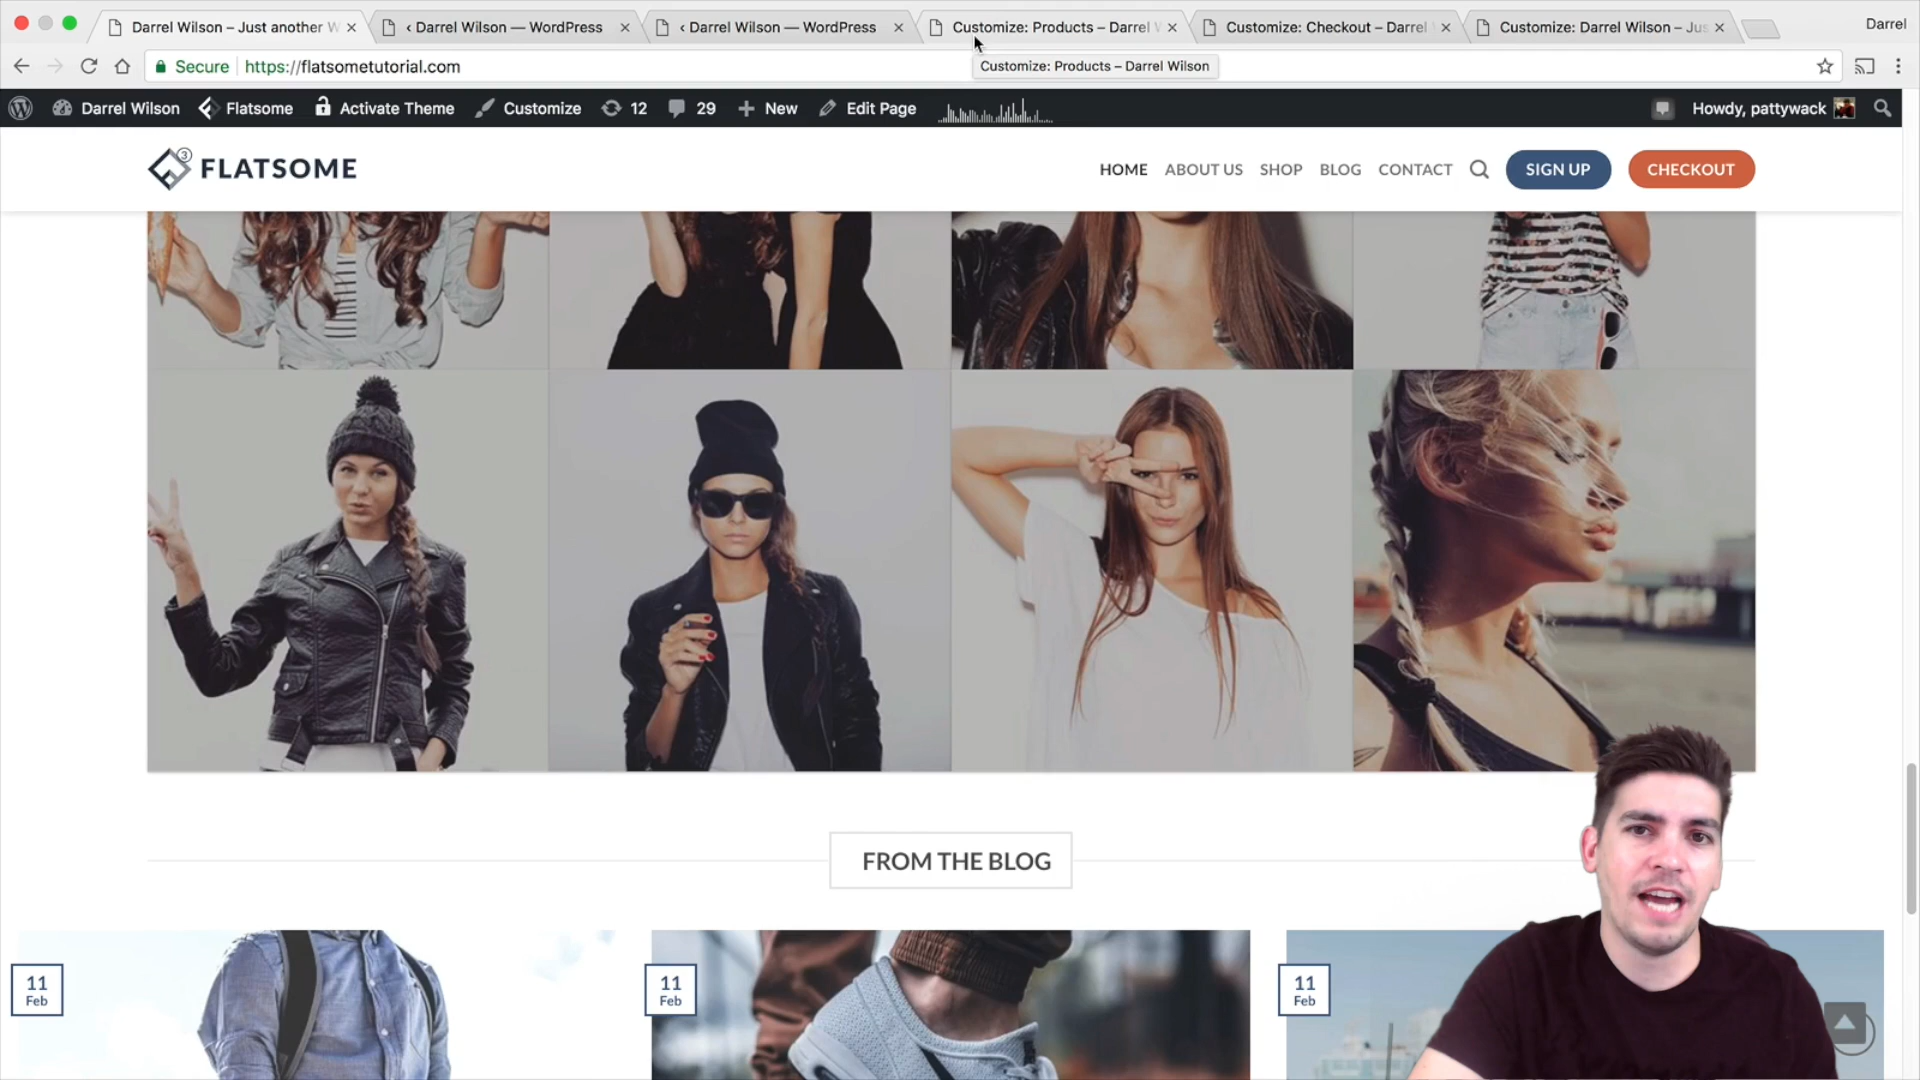 Darrel Wilson – Just another W
‹ Darrel Wilson — WordPress
‹ Darrel Wilson — WordPress
Customize: Products – Darrel W
Customize: Checkout – Darrel
Customize: Darrel Wilson – Jus
Darrel
Secure
https://flatsometutorial.com
Customize: Products – Darrel Wilson
Darrel Wilson
Flatsome
Activate Theme
Customize
12
29
New
Edit Page
Howdy, pattywack
3
FLATSOME
HOME
ABOUT US
SHOP
BLOG
CONTACT
SIGN UP
CHECKOUT
FROM THE BLOG
11
Feb
11
Feb
11
Feb